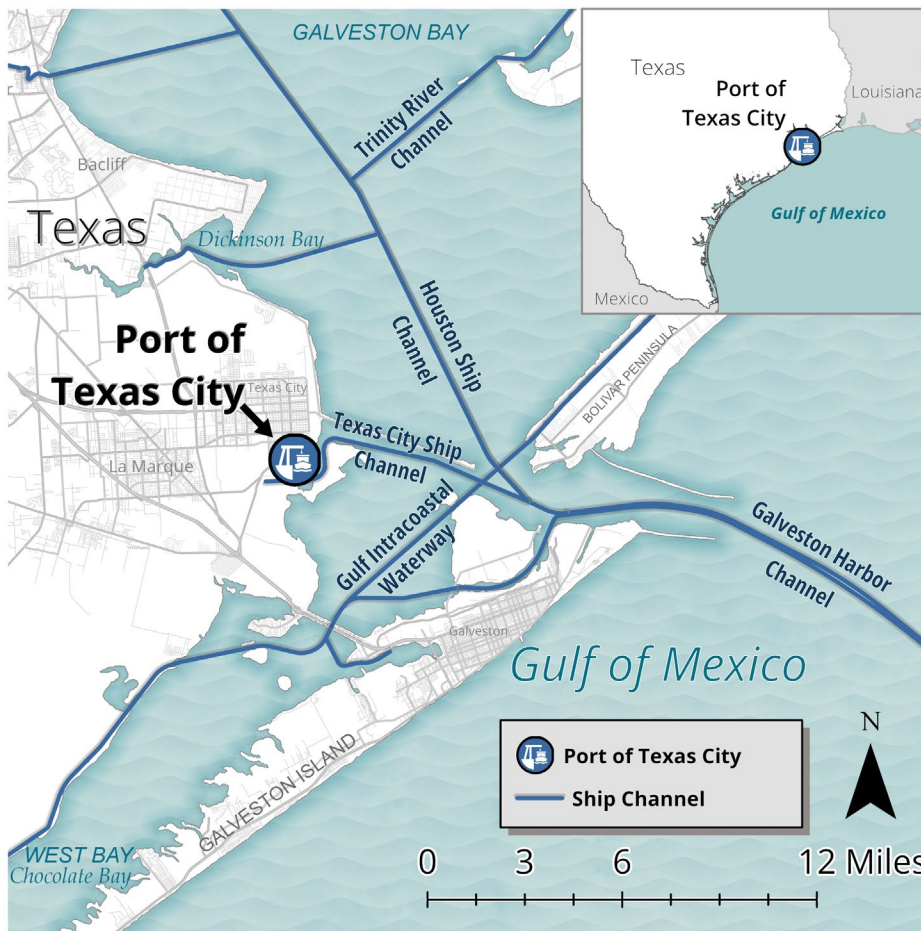 GALVESTON BAY
Trinity River
Channel
Bacliff
Texas
Dickinson Bay
Houston Ship
Channel
Port of
Texas City
Texas City
La Marque
Texas City Ship
Channel
BOLIVAR PENINSULA
Gulf Intracoastal
Waterway
Galveston Harbor
Channel
Galveston
Gulf of Mexico
GALVESTON ISLAND
WEST BAY
Chocolate Bay
Texas
Port of
Texas City
Louisiana
Gulf of Mexico
Mexico
Port of Texas City
Ship Channel
N
0 3 6 12 Miles